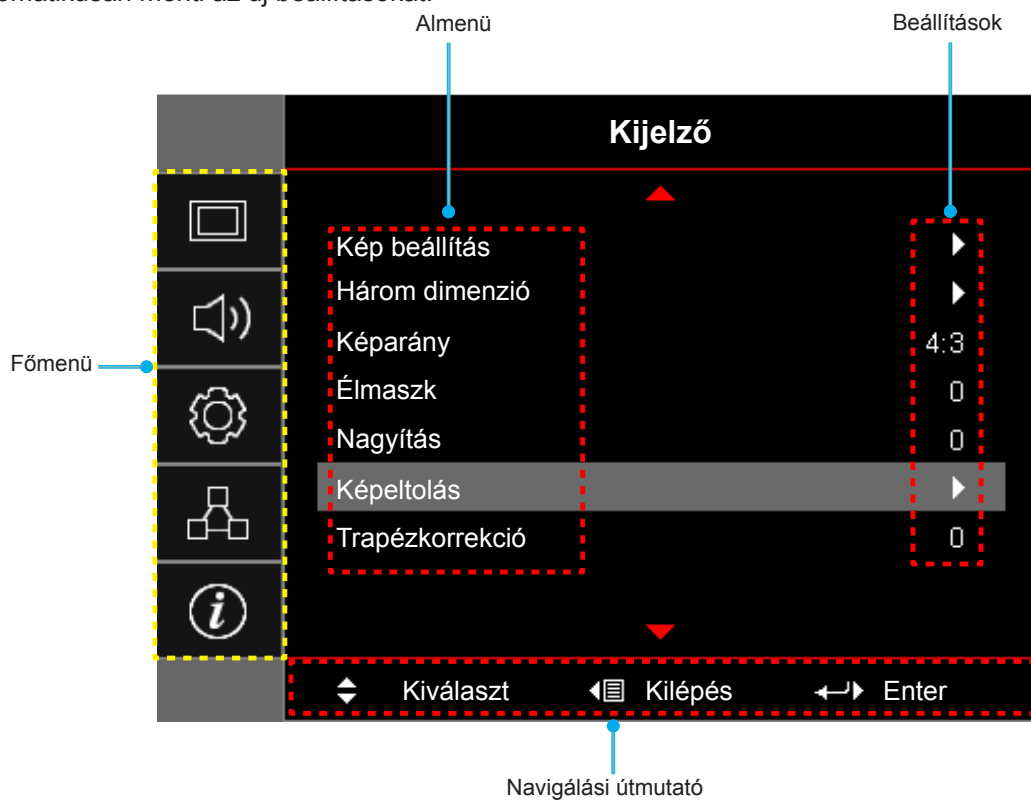 Almenü
Beállítások
Kijelző
Kép beállítás
Három dimenzió
Képarány 4:3
Élmaszk 0
Nagyítás 0
Képeltolás
Trapézkorrekció 0
Főmenü
Kiválaszt Kilépés Enter
Navigálási útmutató